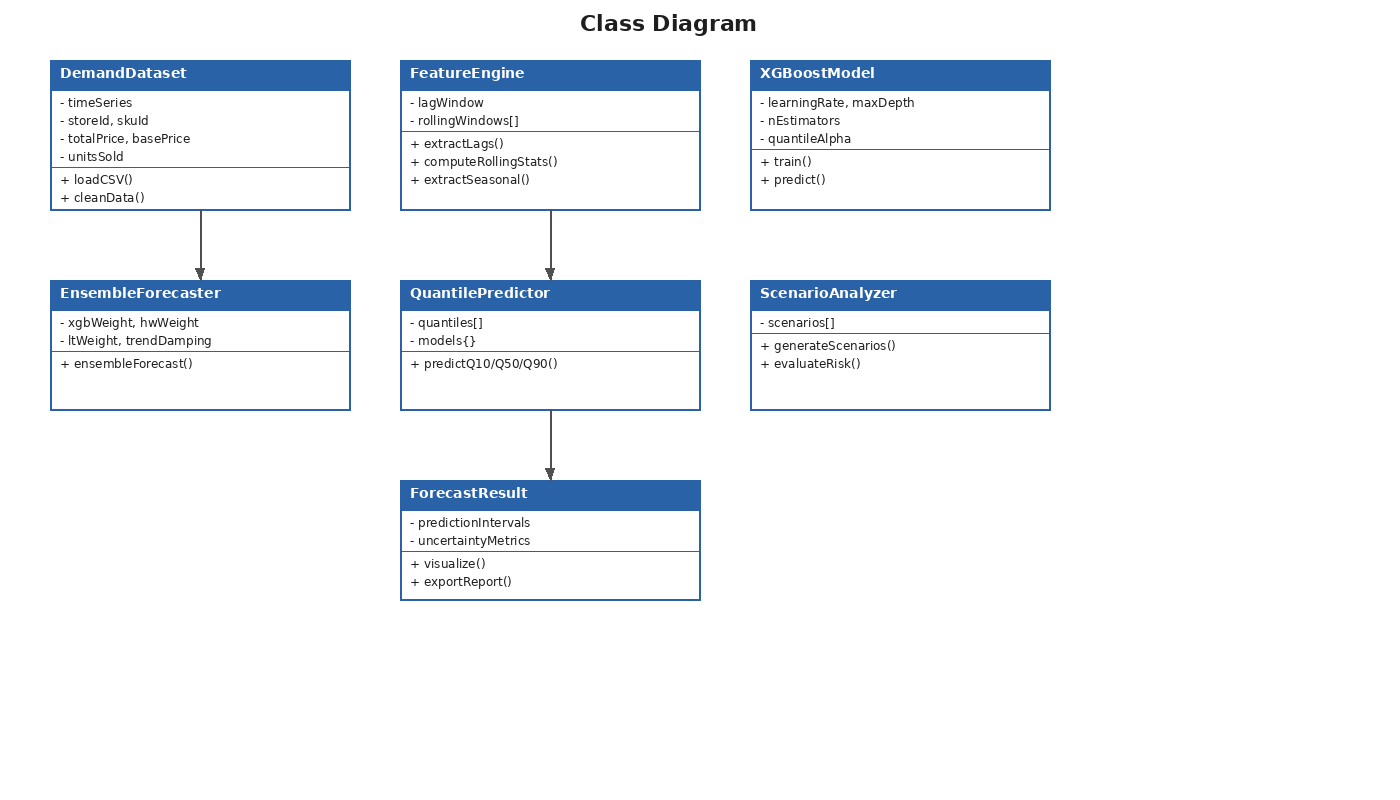 Class Diagram
DemandDataset
- timeSeries
- storeId, skuId
- totalPrice, basePrice
- unitsSold
+ loadCSV()
+ cleanData()
FeatureEngine
- lagWindow
- rollingWindows[]
+ extractLags()
+ computeRollingStats()
+ extractSeasonal()
XGBoostModel
- learningRate, maxDepth
- nEstimators
- quantileAlpha
+ train()
+ predict()
EnsembleForecaster
- xgbWeight, hwWeight
- ltWeight, trendDamping
+ ensembleForecast()
QuantilePredictor
- quantiles[]
- models{}
+ predictQ10/Q50/Q90()
ScenarioAnalyzer
- scenarios[]
+ generateScenarios()
+ evaluateRisk()
ForecastResult
- predictionIntervals
- uncertaintyMetrics
+ visualize()
+ exportReport()